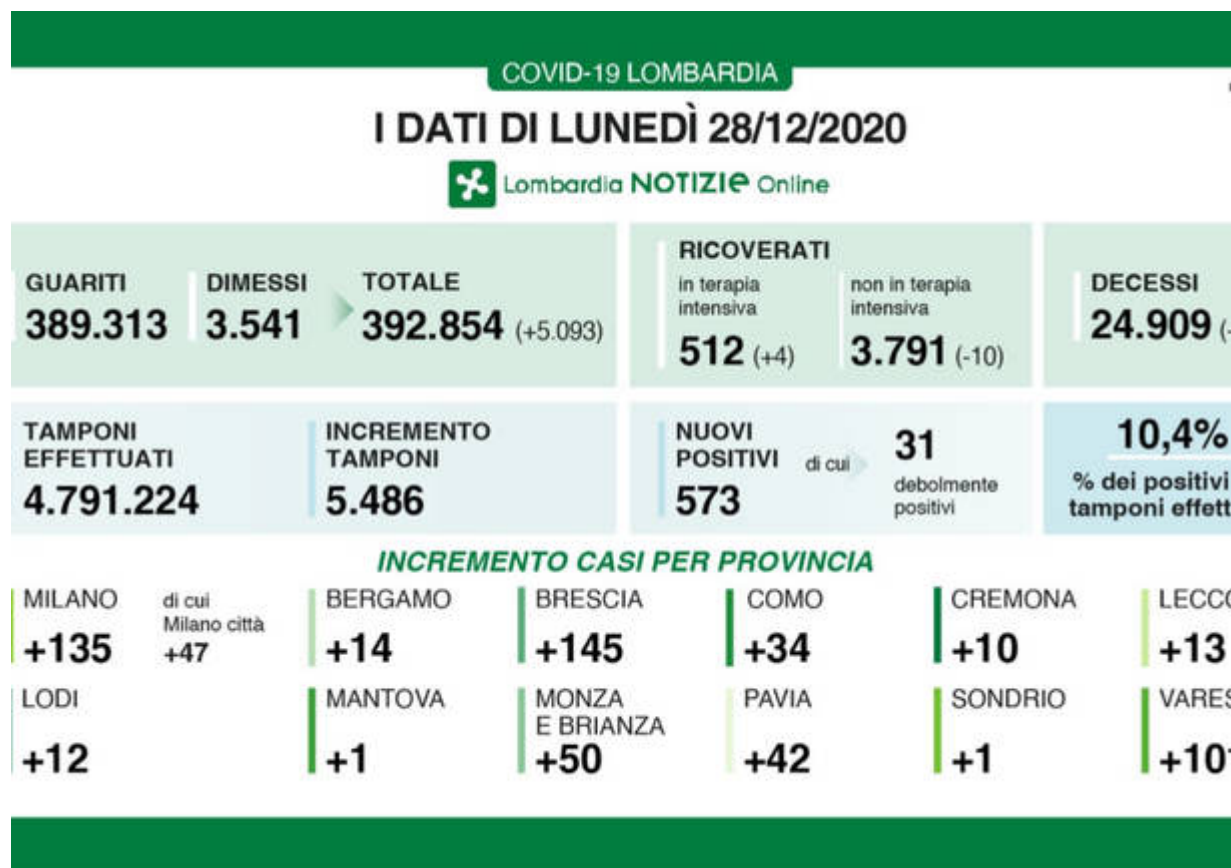 COVID-19 LOMBARDIA
I DATI DI LUNEDÌ 28/12/2020
Lombardia NOTIZIE Online
GUARITI
389.313
DIMESSI
3.541
TOTALE
392.854 (+5.093)
RICOVERATI
in terapia
intensiva
512 (+4)
non in terapia
intensiva
3.791 (-10)
DECESSI
24.909
TAMPONI
EFFETTUATI
4.791.224
INCREMENTO
TAMPONI
5.486
NUOVI
POSITIVI
573
di cui
31
debolmente
positivi
10,4%
% dei positivi
tamponi
INCREMENTO CASI PER PROVINCIA
MILANO
+135
di cui
Milano città
+47
BERGAMO
+14
BRESCIA
+145
COMO
+34
CREMONA
+10
LECCO
+13
LODI
+12
MANTOVA
+1
MONZA
E BRIANZA
+50
PAVIA
+42
SONDRIO
+1